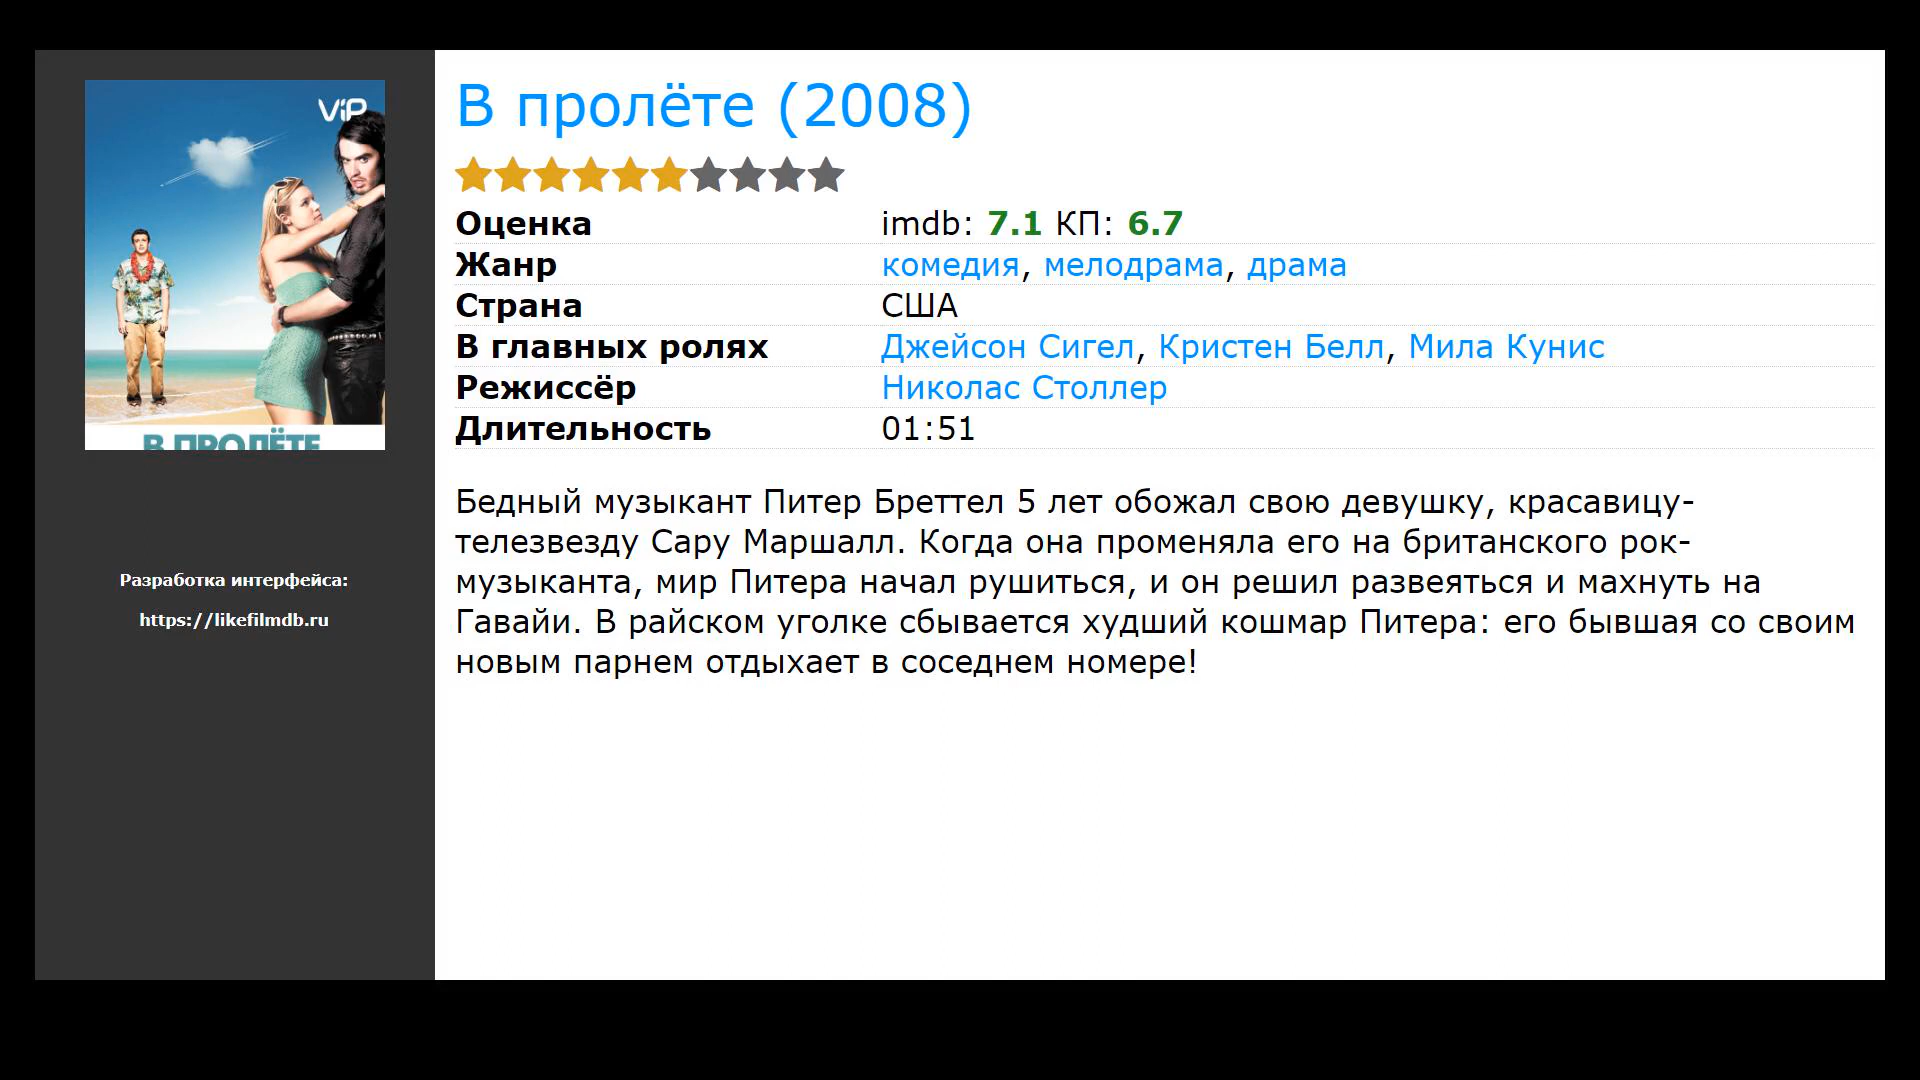 ViP
В ПРОЛЁТЕ
Разработка интерфейса:
https://likefilmdb.ru
В пролёте (2008)
Оценка imdb: 7.1 КП: 6.7
Жанр комедия, мелодрама, драма
Страна США
В главных ролях Джейсон Сигел, Кристен Белл, Мила Кунис
Режиссёр Николас Столлер
Длительность 01:51
Бедный музыкант Питер Бреттел 5 лет обожал свою девушку, красавицу-
телезвезду Сару Маршалл. Когда она променяла его на британского рок-
музыканта, мир Питера начал рушиться, и он решил развеяться и махнуть на
Гавайи. В райском уголке сбывается худший кошмар Питера: его бывшая со своим
новым парнем отдыхает в соседнем номере!